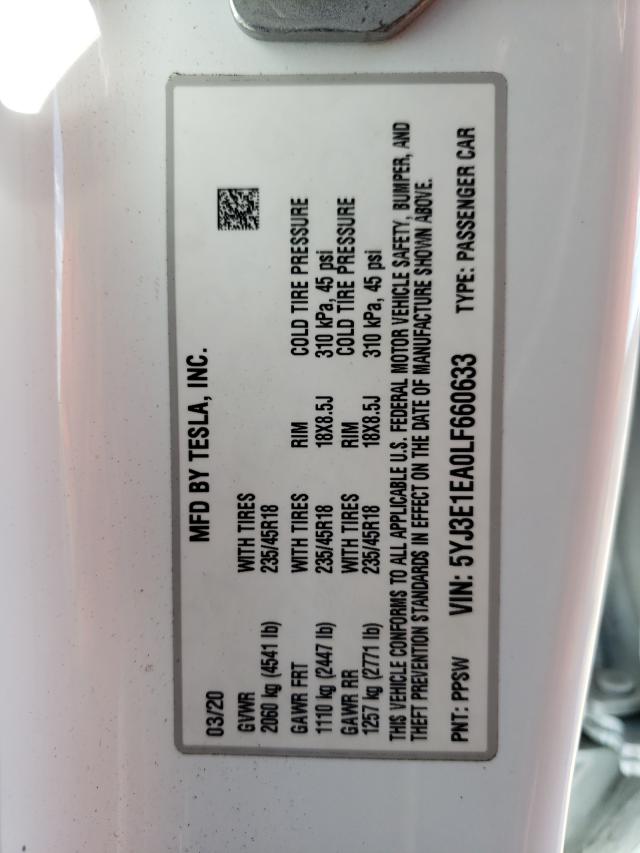 03/20 MFD BY TESLA, INC.
GVWR WITH TIRES
2060 kg (4541 lb) 235/45R18
GAWR FRT WITH TIRES RIM COLD TIRE PRESSURE
1110 kg (2447 lb) 235/45R18 18X8.5J 310 kPa, 45 psi
GAWR RR WITH TIRES RIM COLD TIRE PRESSURE
1257 kg (2771 lb) 235/45R18 18X8.5J 310 kPa, 45 psi
THIS VEHICLE CONFORMS TO ALL APPLICABLE U.S. FEDERAL MOTOR VEHICLE SAFETY, BUMPER, AND
THEFT PREVENTION STANDARDS IN EFFECT ON THE DATE OF MANUFACTURE SHOWN ABOVE.
PNT: PPSW VIN: 5YJ3E1EA0LF660633 TYPE: PASSENGER CAR